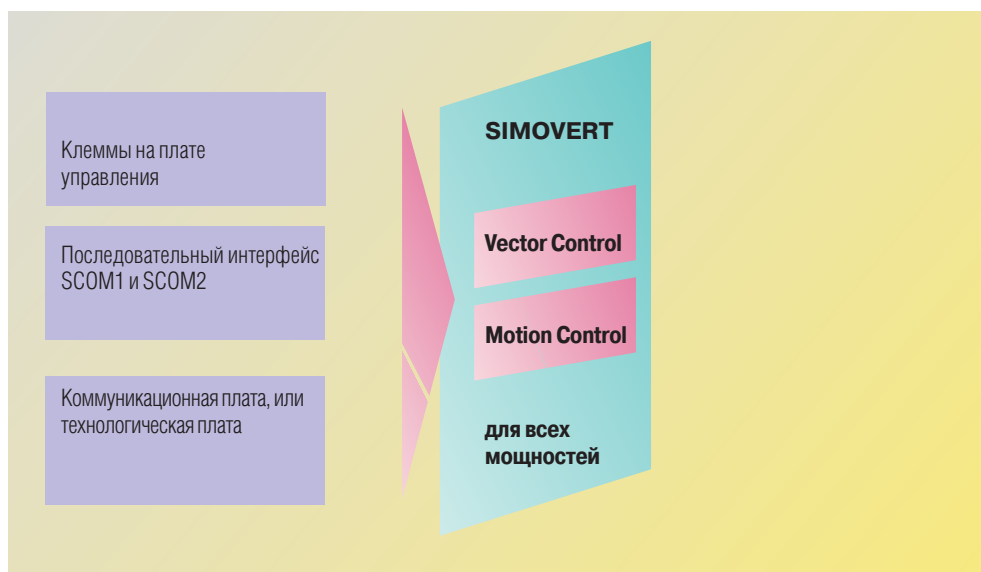 Клеммы на плате
управления
Последовательный интерфейс
SCOM1 и SCOM2
Коммуникационная плата, или
технологическая плата
SIMOVERT
Vector Control
Motion Control
для всех
мощностей